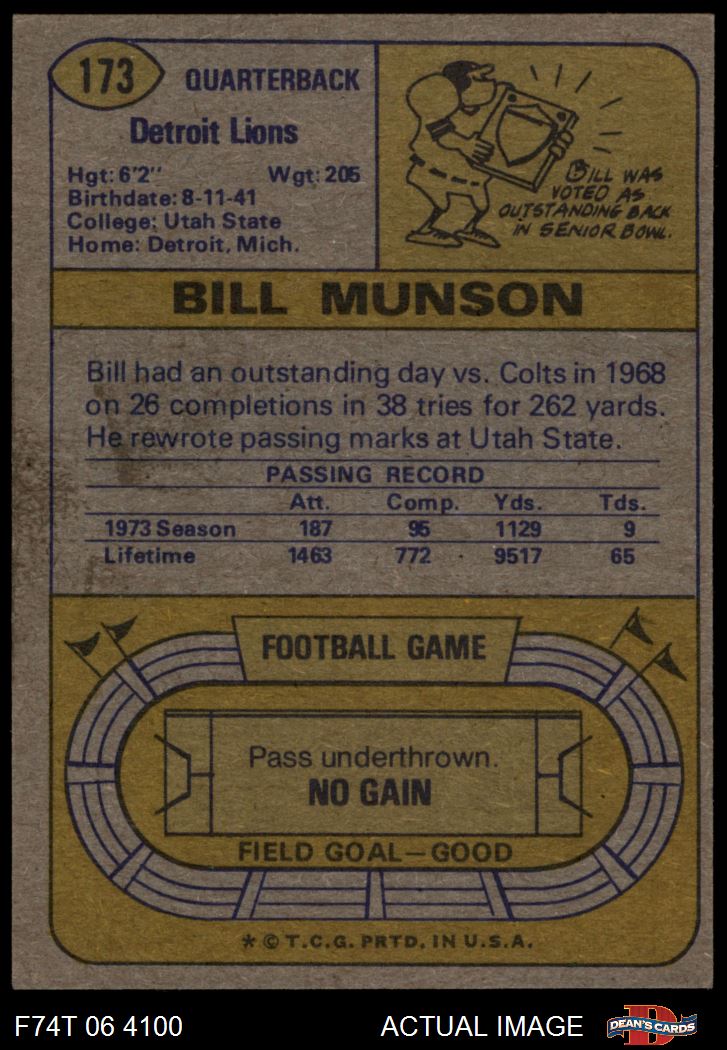 173
QUARTERBACK
Detroit Lions
Hgt: 6'2" Wgt: 205
Birthdate: 8-11-41
College: Utah State
Home: Detroit, Mich.
BILL WAS
VOTED AS
OUTSTANDING BACK
IN SENIOR BOWL.
BILL MUNSON
Bill had an outstanding day vs. Colts in 1968
on 26 completions in 38 tries for 262 yards.
He rewrote passing marks at Utah State.
PASSING RECORD
Att. Comp. Yds. Tds.
1973 Season 187 95 1129 9
Lifetime 1463 772 9517 65
FOOTBALL GAME
Pass underthrown.
NO GAIN
FIELD GOAL—GOOD
* © T.C.G. PRTD. IN U.S.A.
F74T 06 4100 ACTUAL IMAGE D DEAN'S CARDS